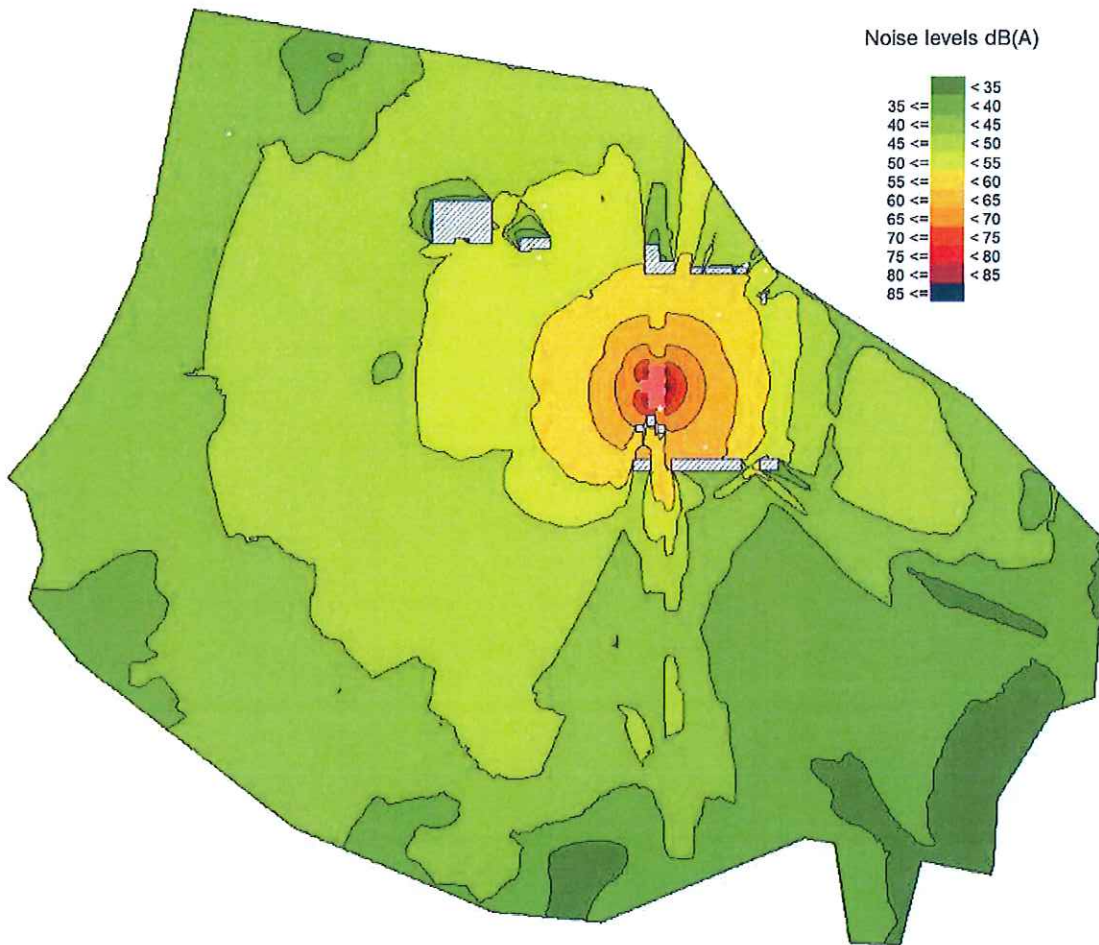 Noise levels dB(A)
< 35
35 <= < 40
40 <= < 45
45 <= < 50
50 <= < 55
55 <= < 60
60 <= < 65
65 <= < 70
70 <= < 75
75 <= < 80
80 <= < 85
85 <=